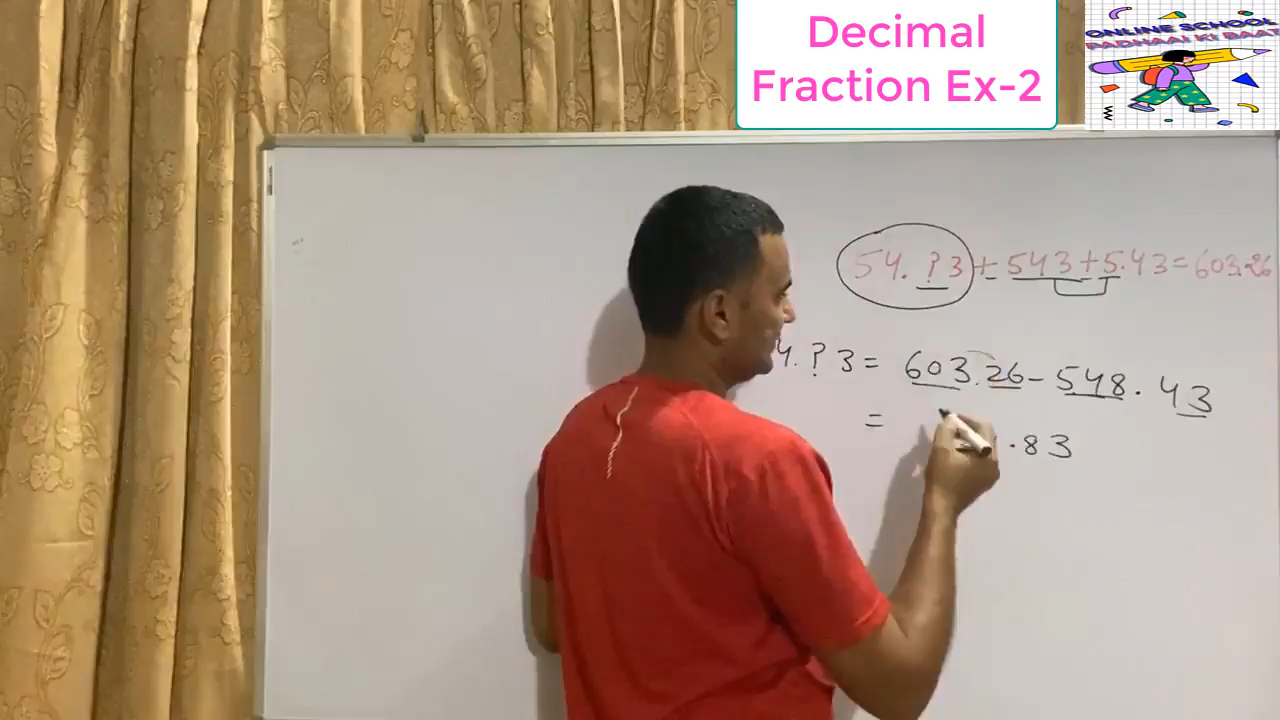 Decimal
Fraction Ex-2
ONLINE SCHOOL
PADHAAI KI BAAT
54.?3+543+5.43=603.26
4.?3= 603.26-548.43
= .83